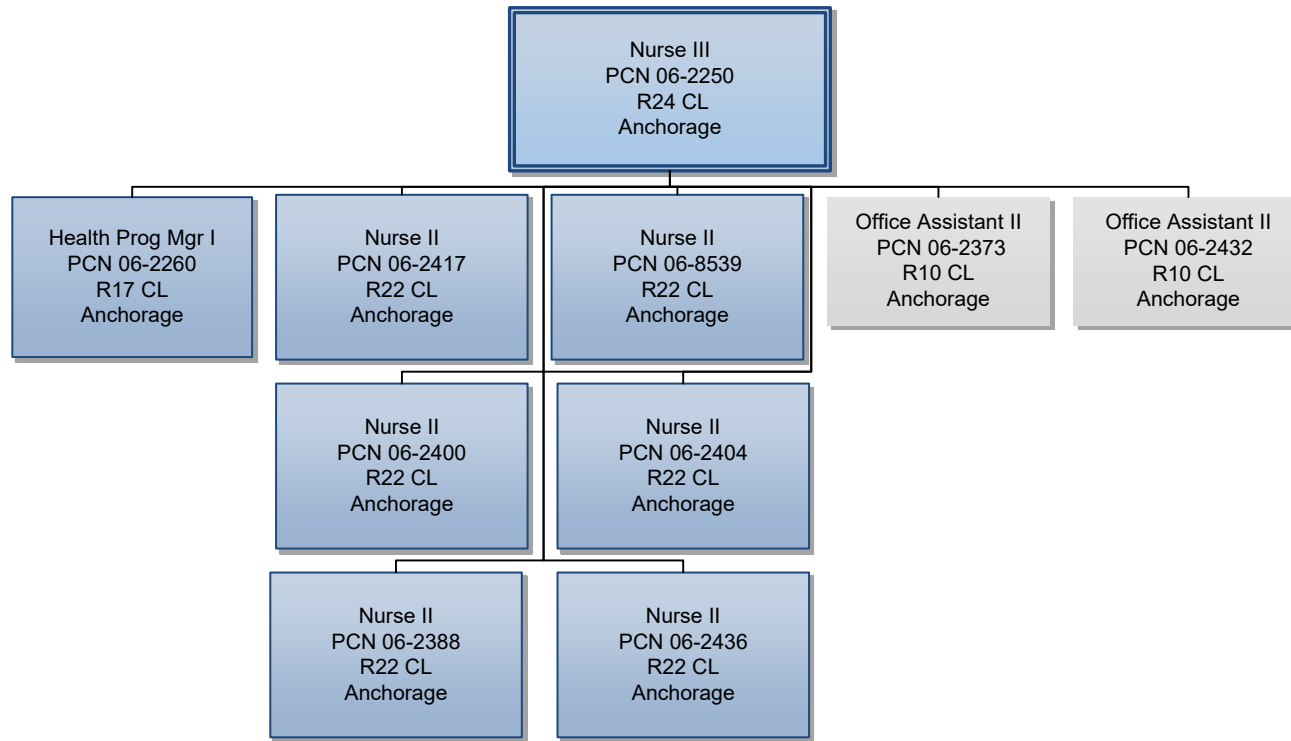 Nurse III
PCN 06-2250
R24 CL
Anchorage
Health Prog Mgr I
PCN 06-2260
R17 CL
Anchorage
Nurse II
PCN 06-2417
R22 CL
Anchorage
Nurse II
PCN 06-8539
R22 CL
Anchorage
Office Assistant II
PCN 06-2373
R10 CL
Anchorage
Office Assistant II
PCN 06-2432
R10 CL
Anchorage
Nurse II
PCN 06-2400
R22 CL
Anchorage
Nurse II
PCN 06-2404
R22 CL
Anchorage
Nurse II
PCN 06-2388
R22 CL
Anchorage
Nurse II
PCN 06-2436
R22 CL
Anchorage